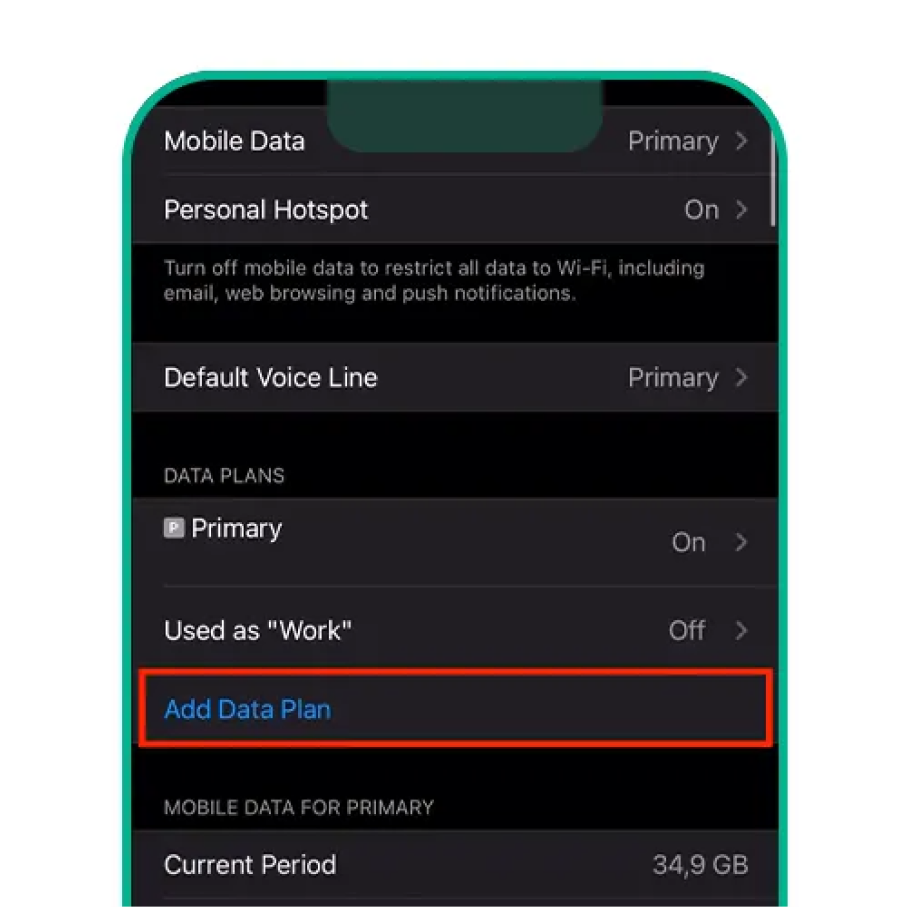 Mobile Data Primary
Personal Hotspot On
Turn off mobile data to restrict all data to Wi-Fi, including
email, web browsing and push notifications.
Default Voice Line Primary
DATA PLANS
P Primary On
Used as "Work" Off
Add Data Plan
MOBILE DATA FOR PRIMARY
Current Period 34,9 GB